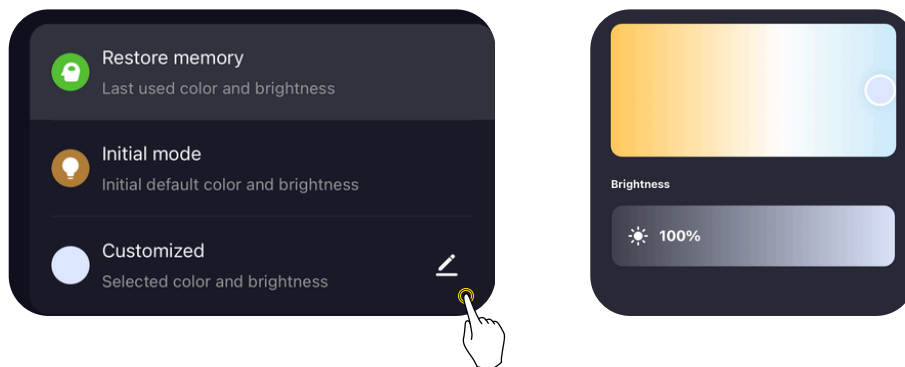 Restore memory
Last used color and brightness
Initial mode
Initial default color and brightness
Customized
Selected color and brightness
Brightness
100%